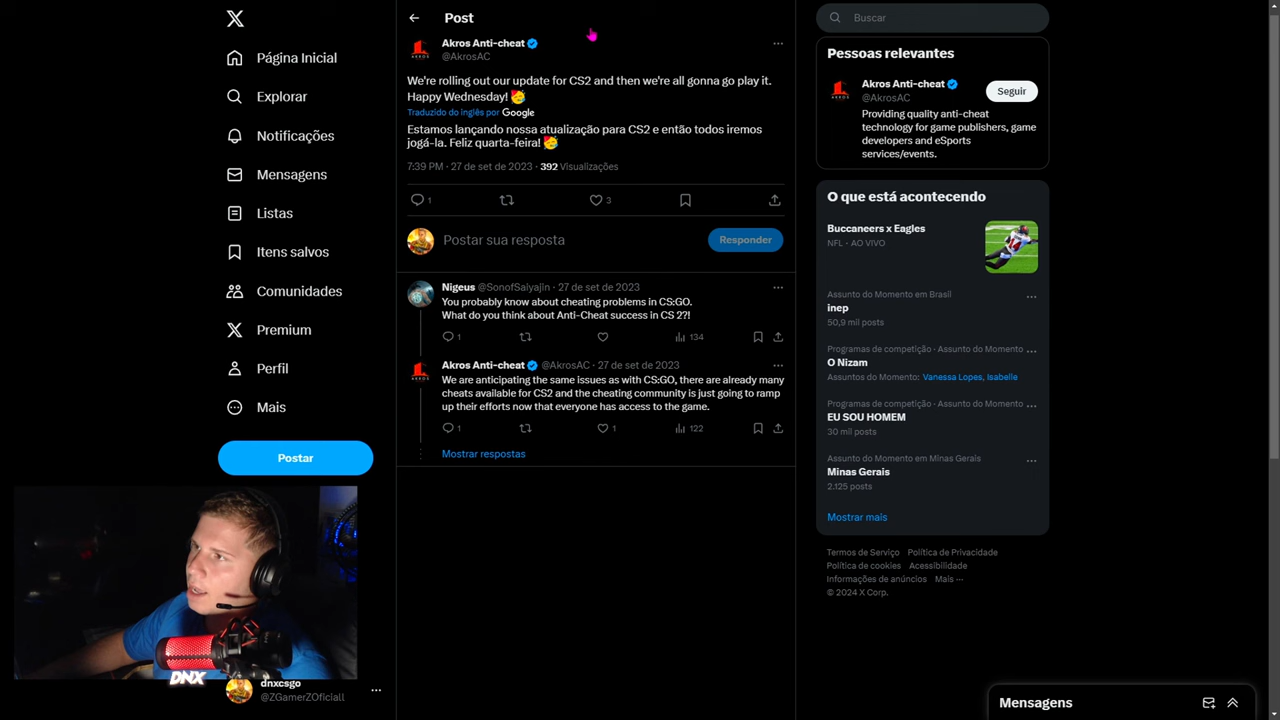 Página Inicial
Explorar
Notificações
Mensagens
Listas
Itens salvos
Comunidades
Premium
Perfil
Mais
Postar
DNX
dnxcsgo
@ZGamerZOficiall
Post
Akros Anti-cheat
@AkrosAC
We're rolling out our update for CS2 and then we're all gonna go play it.
Happy Wednesday! 🥳
Traduzido do inglês por Google
Estamos lançando nossa atualização para CS2 e então todos iremos
jogá-la. Feliz quarta-feira! 🥳
7:39 PM · 27 de set de 2023 · 392 Visualizações
1
3
Postar sua resposta
Responder
Nigeus @SonofSaiyajin · 27 de set de 2023
You probably know about cheating problems in CS:GO.
What do you think about Anti-Cheat success in CS 2?!
1
134
Akros Anti-cheat @AkrosAC · 27 de set de 2023
We are anticipating the same issues as with CS:GO, there are already many
cheats available for CS2 and the cheating community is just going to ramp
up their efforts now that everyone has access to the game.
1
1
122
Mostrar respostas
Buscar
Pessoas relevantes
Akros Anti-cheat
@AkrosAC
Seguir
Providing quality anti-cheat
technology for game publishers, game
developers and eSports
services/events.
O que está acontecendo
Buccaneers x Eagles
NFL · AO VIVO
Assunto do Momento em Brasil
inep
50,9 mil posts
Programas de competição · Assunto do Momento
O Nizam
Assuntos do Momento: Vanessa Lopes, Isabelle
Programas de competição · Assunto do Momento
EU SOU HOMEM
30 mil posts
Assunto do Momento em Minas Gerais
Minas Gerais
2.125 posts
Mostrar mais
Termos de Serviço Política de Privacidade
Política de cookies Acessibilidade
Informações de anúncios Mais ···
© 2024 X Corp.
Mensagens